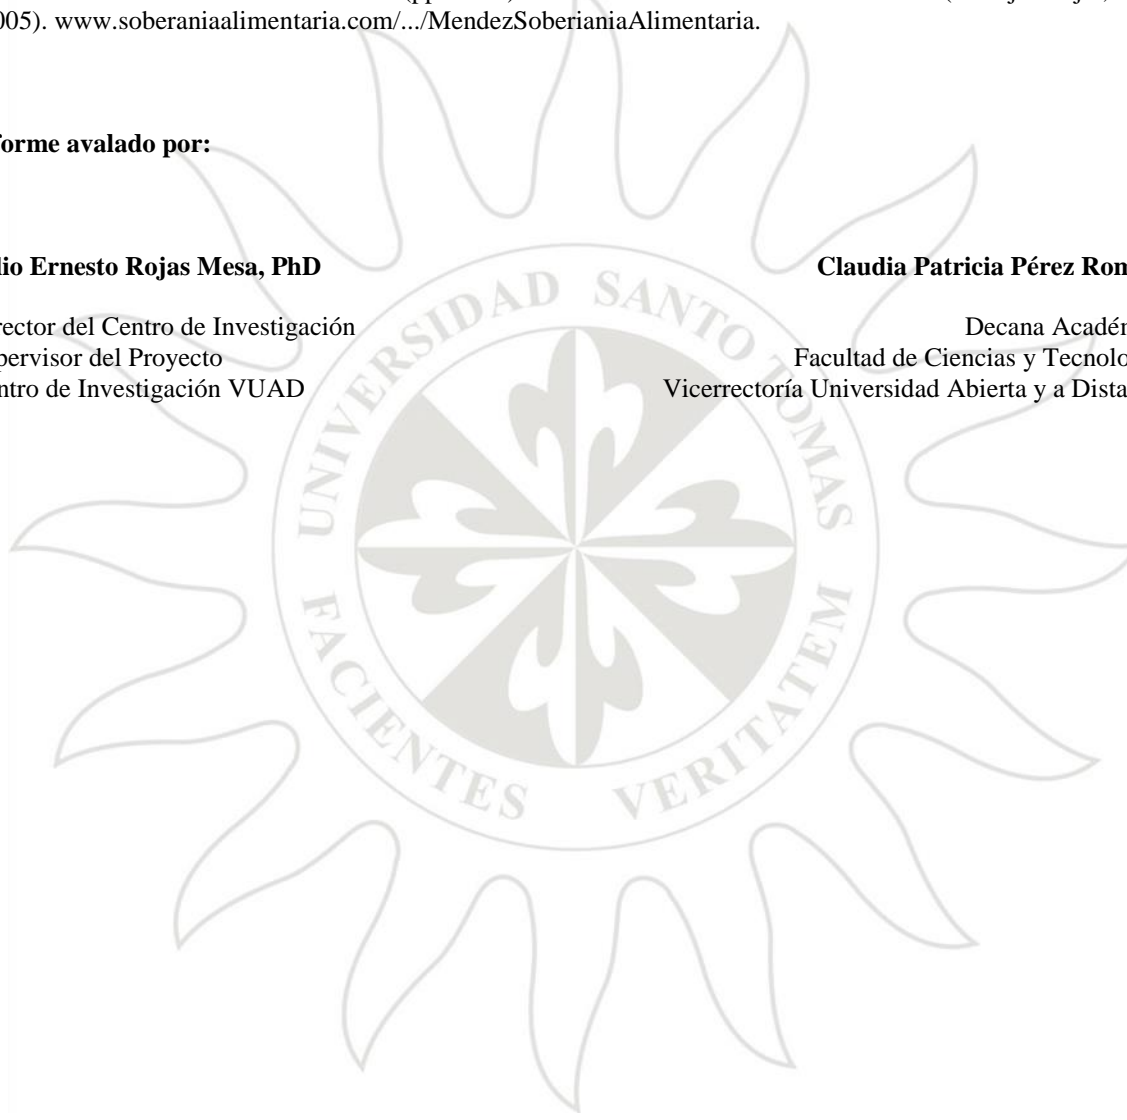 005). www.soberaniaalimentaria.com/.../MendezSoberianiaAlimentaria.
forme avalado por:
lio Ernesto Rojas Mesa, PhD
Claudia Patricia Pérez Rom
rector del Centro de Investigación
Decana Académ
pervisor del Proyecto
Facultad de Ciencias y Tecnolo
ntro de Investigación VUAD
Vicerrectoría Universidad Abierta y a Dista
UNIVERSIDAD SANTO TOMAS
FACIENTES VERITATEM